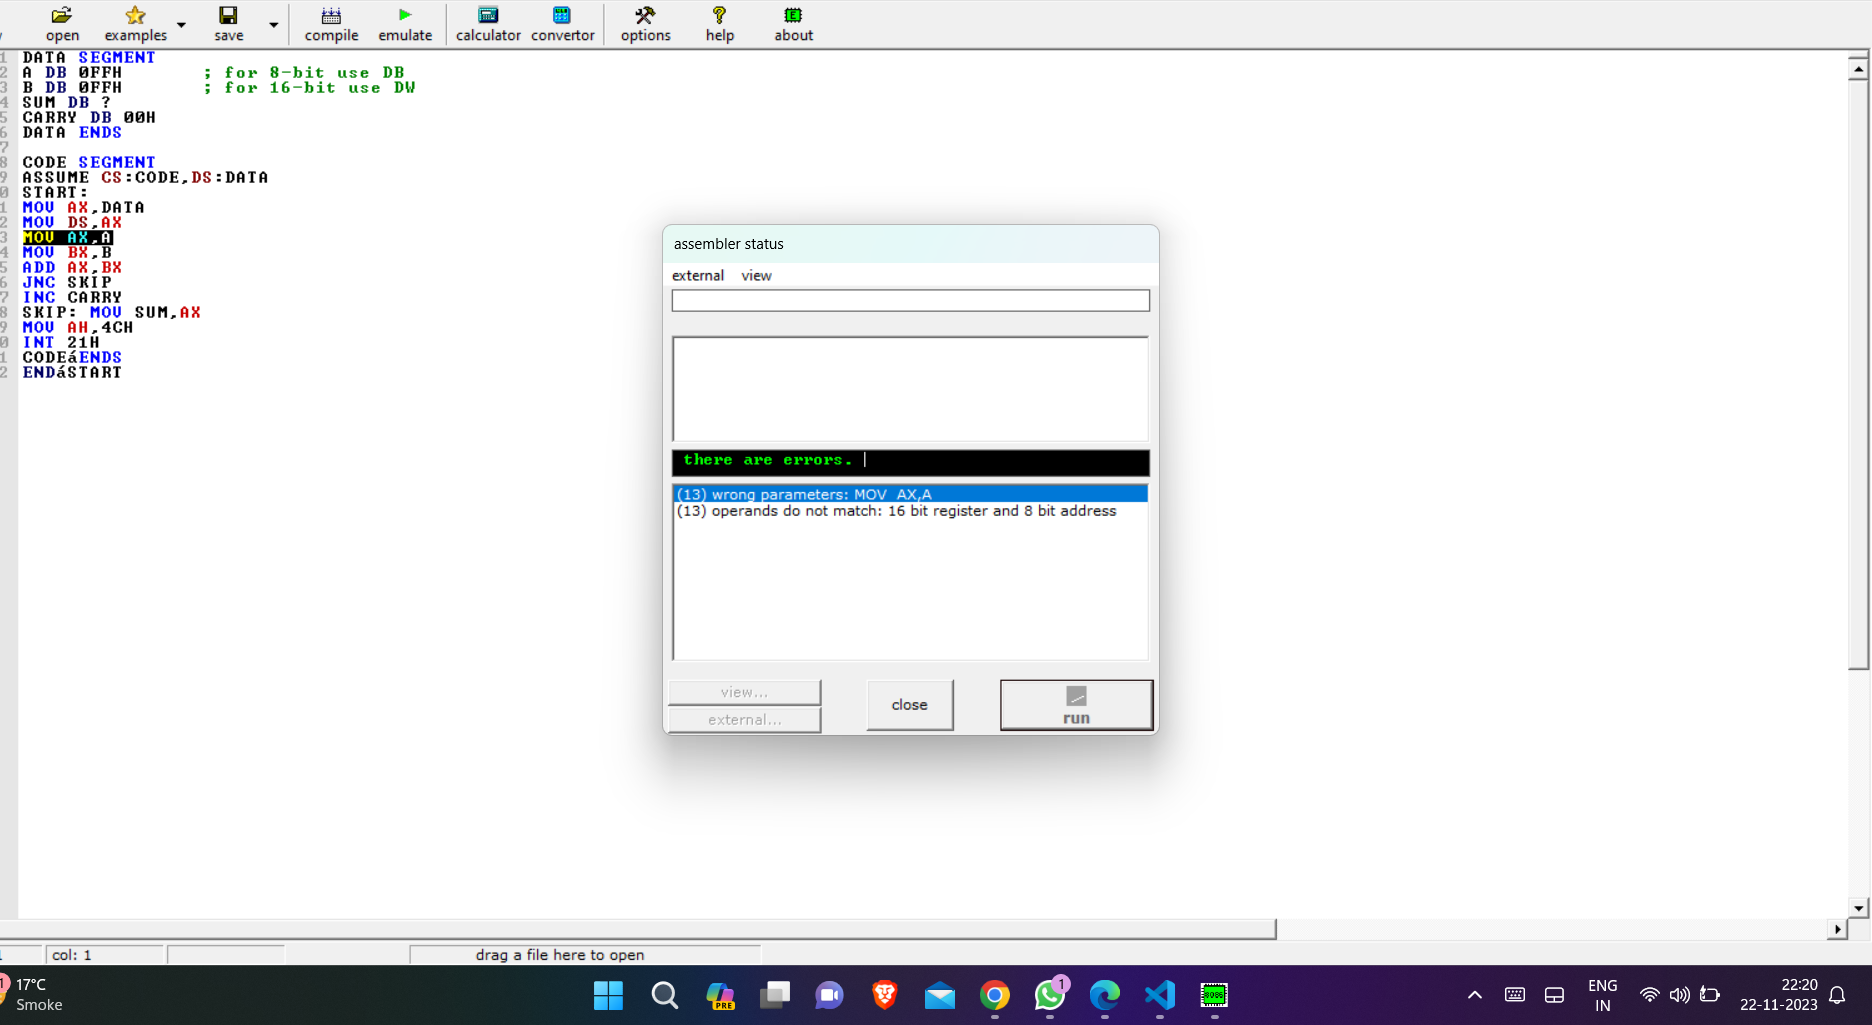 open examples save compile emulate calculator convertor options help about
1 DATA SEGMENT
2 A DB 0FFH ; for 8-bit use DB
3 B DB 0FFH ; for 16-bit use DW
4 SUM DB ?
5 CARRY DB 00H
6 DATA ENDS
7
8 CODE SEGMENT
9 ASSUME CS:CODE,DS:DATA
0 START:
1 MOV AX,DATA
2 MOV DS,AX
3 MOV AX,A
4 MOV BX,B
5 ADD AX,BX
6 JNC SKIP
7 INC CARRY
8 SKIP: MOV SUM,AX
9 MOV AH,4CH
0 INT 21H
1 CODEáENDS
2 ENDáSTART
assembler status
external view
there are errors.
(13) wrong parameters: MOV AX,A
(13) operands do not match: 16 bit register and 8 bit address
view...
external...
close
run
col: 1
drag a file here to open
1
17°C
Smoke
PRE
1
8086
ENG
IN
22:20
22-11-2023